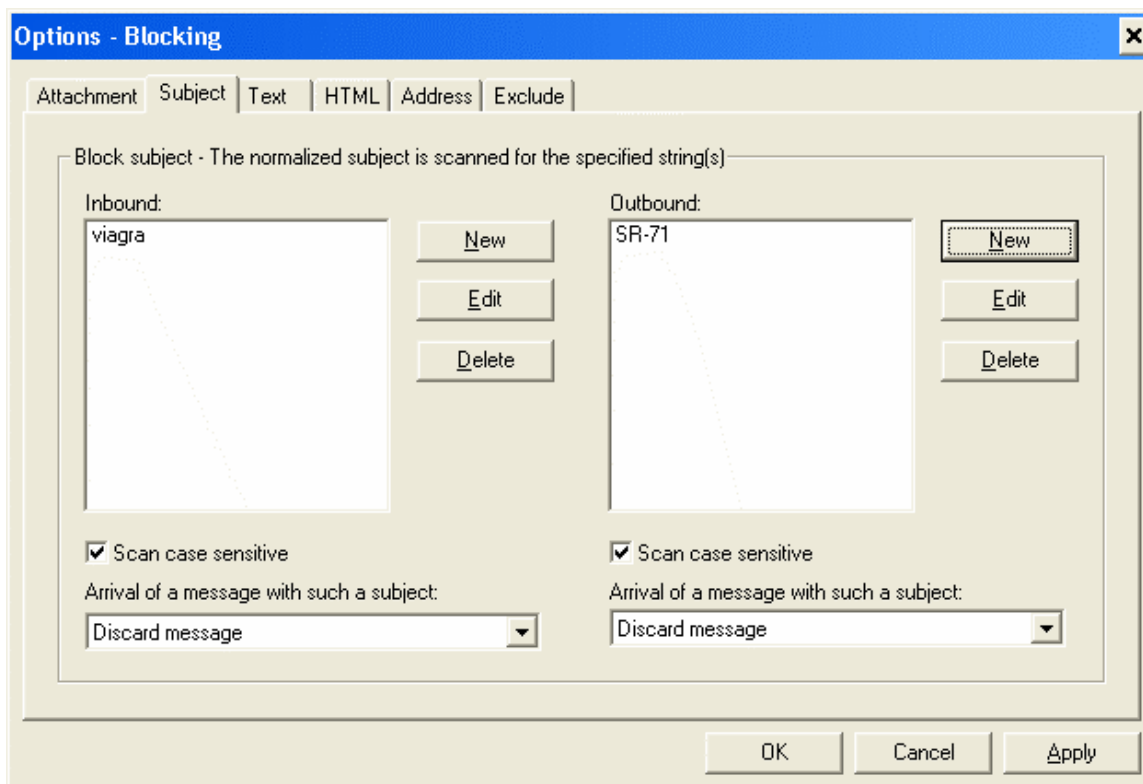 Options - Blocking
Attachment Subject Text HTML Address Exclude
Block subject - The normalized subject is scanned for the specified string(s)
Inbound: Outbound:
viagra New SR-71 New
Edit Edit
Delete Delete
Scan case sensitive Scan case sensitive
Arrival of a message with such a subject: Arrival of a message with such a subject:
Discard message Discard message
OK Cancel Apply